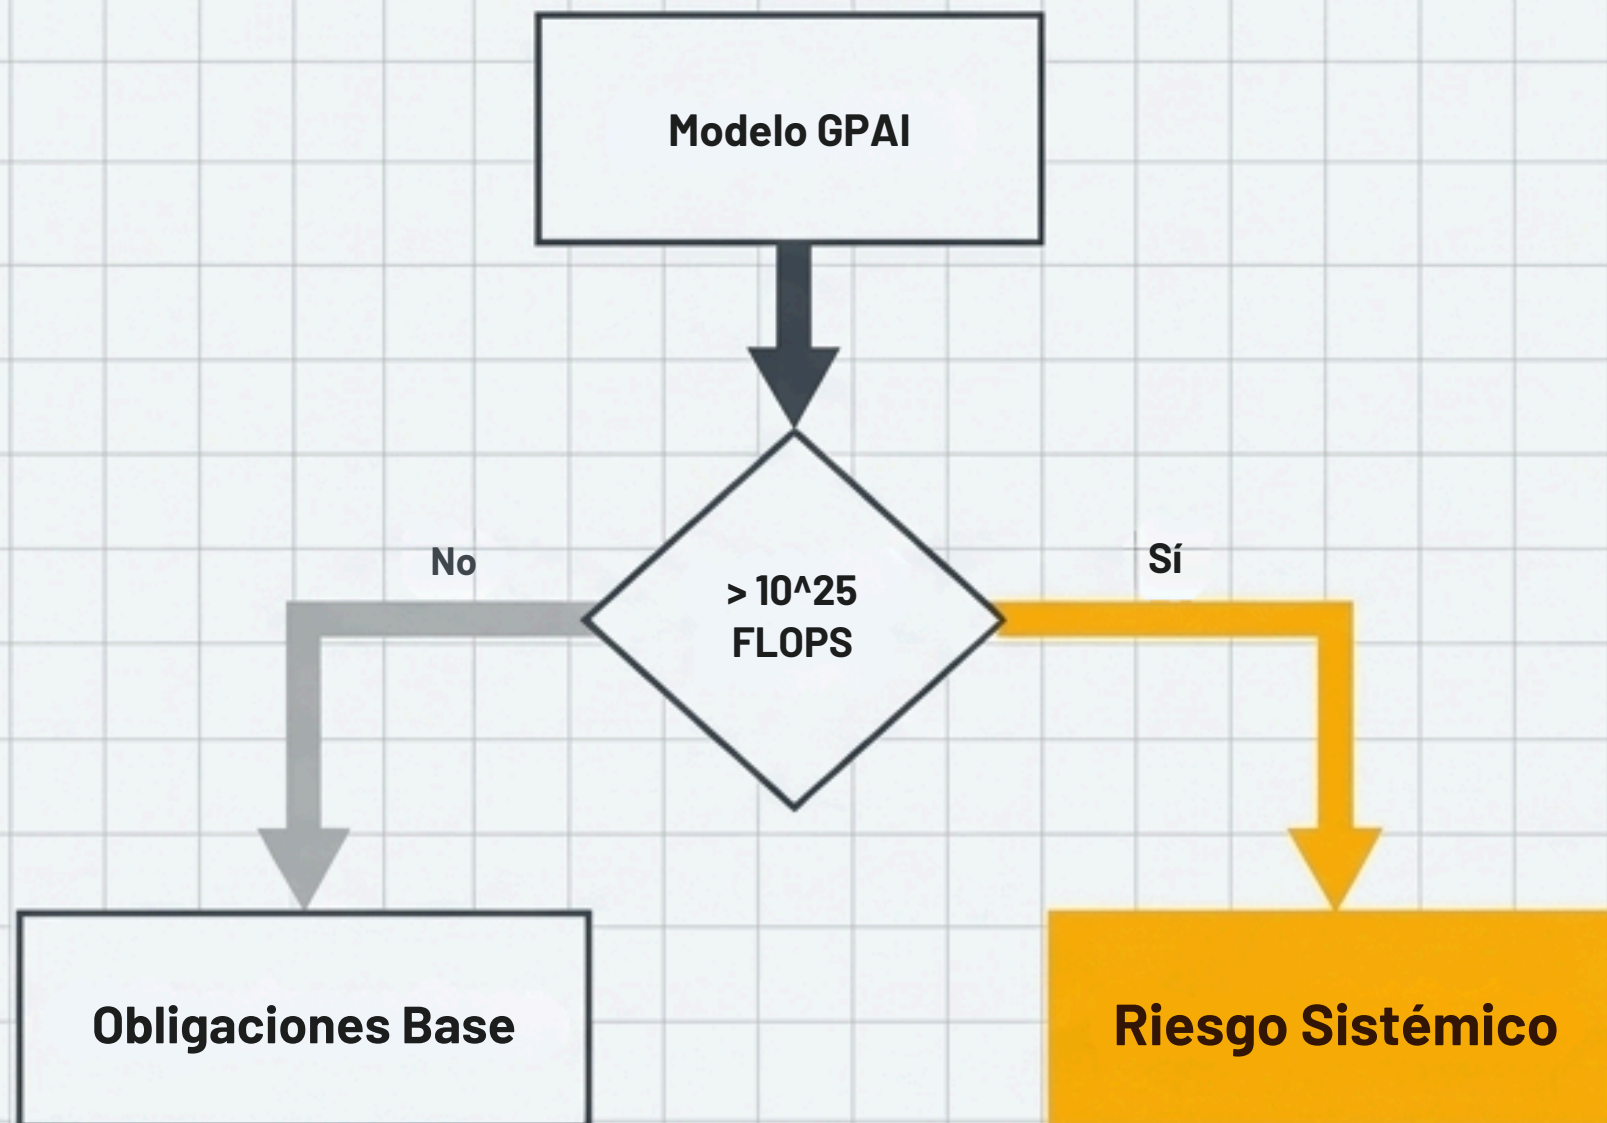 Modelo GPAI
No
Sí
> 10^25
FLOPS
Obligaciones Base
Riesgo Sistémico